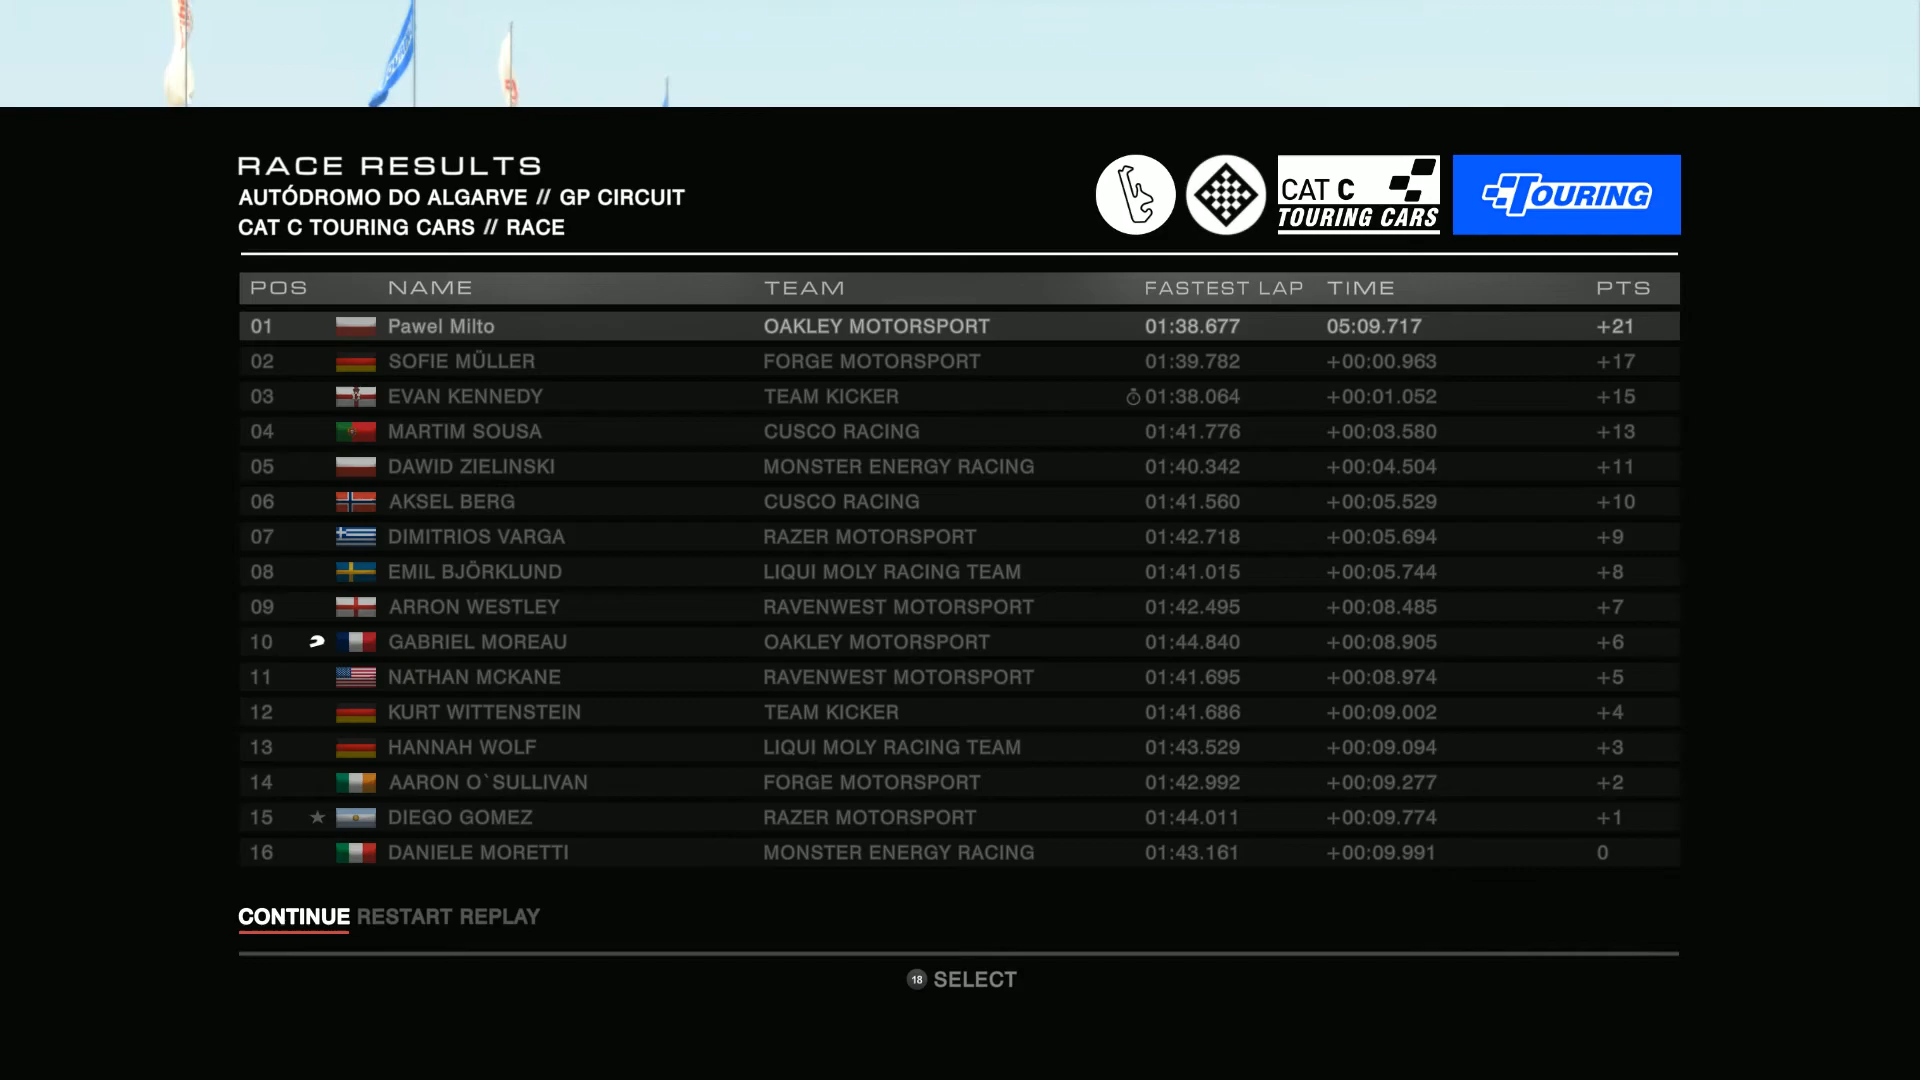 RACE RESULTS
AUTÓDROMO DO ALGARVE // GP CIRCUIT
CAT C TOURING CARS // RACE
CAT C
TOURING CARS
TOURING
POS NAME TEAM FASTEST LAP TIME PTS
01 Pawel Milto OAKLEY MOTORSPORT 01:38.677 05:09.717 +21
02 SOFIE MÜLLER FORGE MOTORSPORT 01:39.782 +00:00.963 +17
03 EVAN KENNEDY TEAM KICKER 01:38.064 +00:01.052 +15
04 MARTIM SOUSA CUSCO RACING 01:41.776 +00:03.580 +13
05 DAWID ZIELINSKI MONSTER ENERGY RACING 01:40.342 +00:04.504 +11
06 AKSEL BERG CUSCO RACING 01:41.560 +00:05.529 +10
07 DIMITRIOS VARGA RAZER MOTORSPORT 01:42.718 +00:05.694 +9
08 EMIL BJÖRKLUND LIQUI MOLY RACING TEAM 01:41.015 +00:05.744 +8
09 ARRON WESTLEY RAVENWEST MOTORSPORT 01:42.495 +00:08.485 +7
10 GABRIEL MOREAU OAKLEY MOTORSPORT 01:44.840 +00:08.905 +6
11 NATHAN MCKANE RAVENWEST MOTORSPORT 01:41.695 +00:08.974 +5
12 KURT WITTENSTEIN TEAM KICKER 01:41.686 +00:09.002 +4
13 HANNAH WOLF LIQUI MOLY RACING TEAM 01:43.529 +00:09.094 +3
14 AARON O`SULLIVAN FORGE MOTORSPORT 01:42.992 +00:09.277 +2
15 DIEGO GOMEZ RAZER MOTORSPORT 01:44.011 +00:09.774 +1
16 DANIELE MORETTI MONSTER ENERGY RACING 01:43.161 +00:09.991 0
CONTINUE RESTART REPLAY
18 SELECT